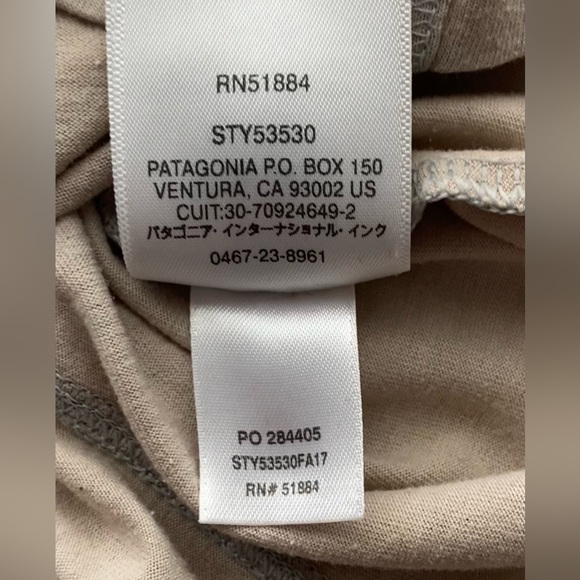 RN51884
STY53530
PATAGONIA P.O. BOX 150
VENTURA, CA 93002 US
CUIT:30-70924649-2
パタゴニア・インターナショナル・インク
0467-23-8961
PO 284405
STY53530FA17
RN# 51884